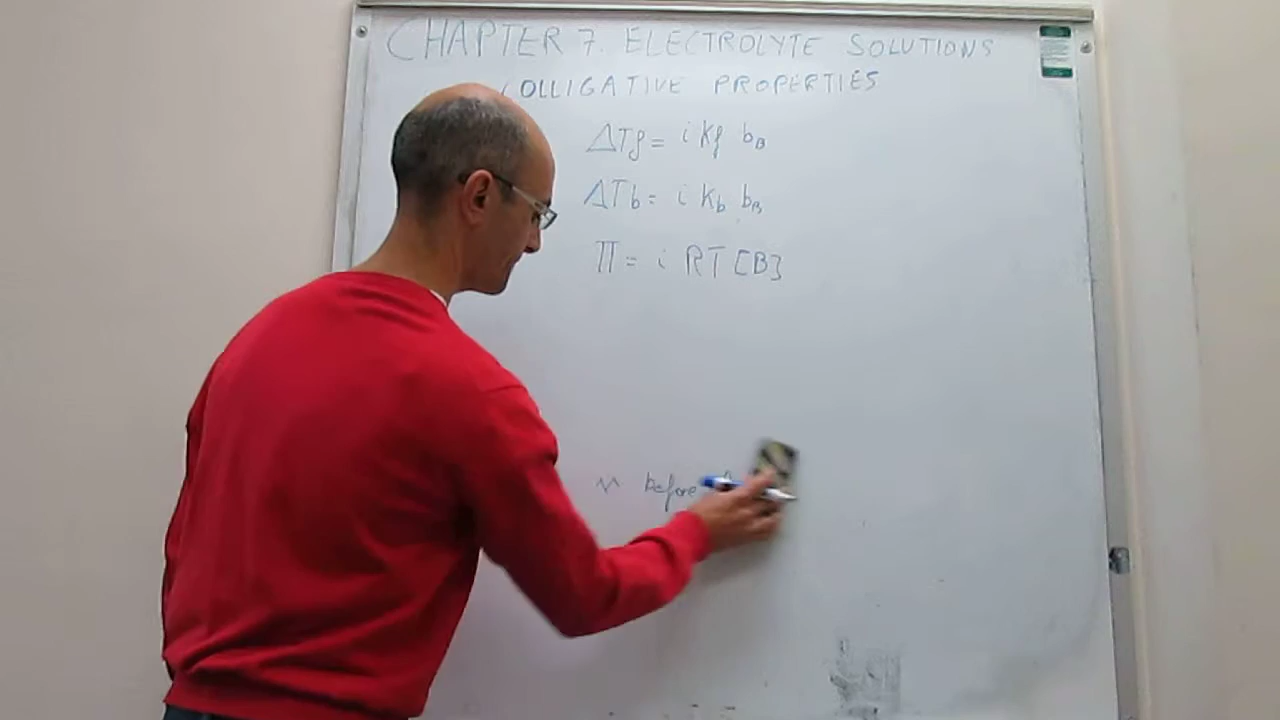 CHAPTER 7. ELECTROLYTE SOLUTIONS
COLLIGATIVE PROPERTIES
ΔTf = i Kf bB
ΔTb = i Kb bB
Π = i RT [B]
before